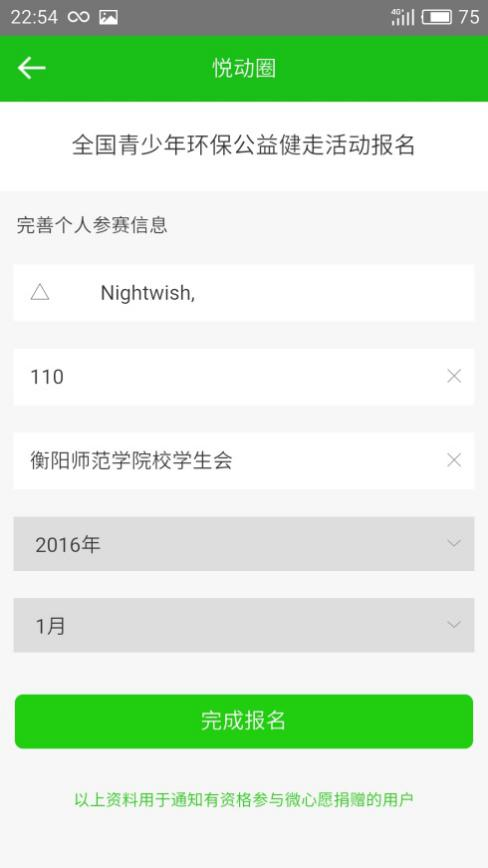 22:54 4G 75
悦动圈
全国青少年环保公益健走活动报名
完善个人参赛信息
△ Nightwish,
110
衡阳师范学院校学生会
2016年
1月
完成报名
以上资料用于通知有资格参与微心愿捐赠的用户